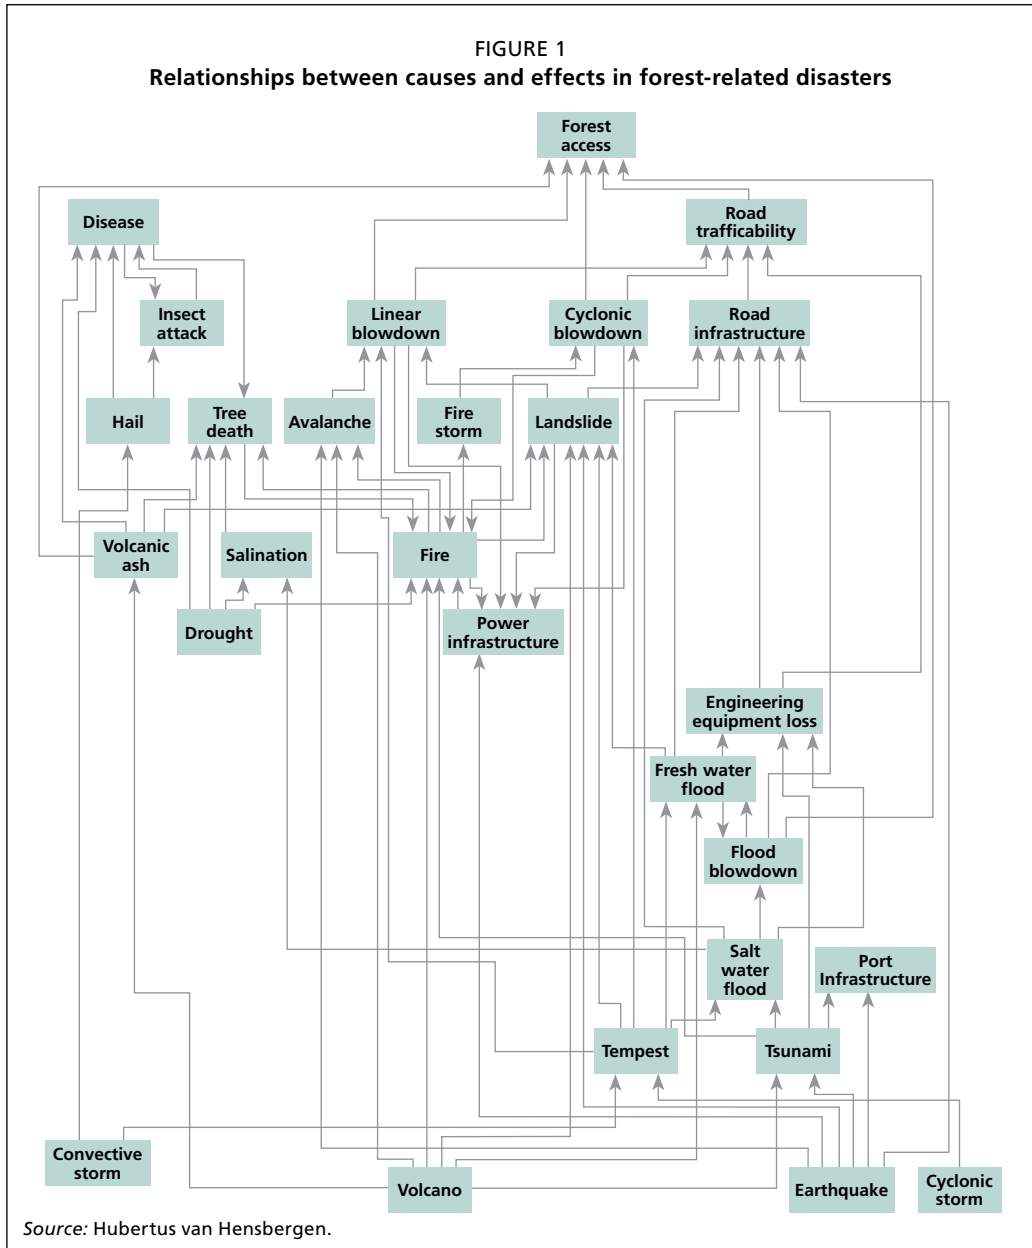 FIGURE 1
Relationships between causes and effects in forest-related disasters
Forest
access
Disease
Road
trafficability
Insect
attack
Linear
blowdown
Cyclonic
blowdown
Road
infrastructure
Hail
Tree
death
Avalanche
Fire
storm
Landslide
Volcanic
ash
Salination
Fire
Drought
Power
infrastructure
Engineering
equipment loss
Fresh water
flood
Flood
blowdown
Salt
water
flood
Port
Infrastructure
Tempest
Tsunami
Convective
storm
Volcano
Earthquake
Cyclonic
storm
Source: Hubertus van Hensbergen.